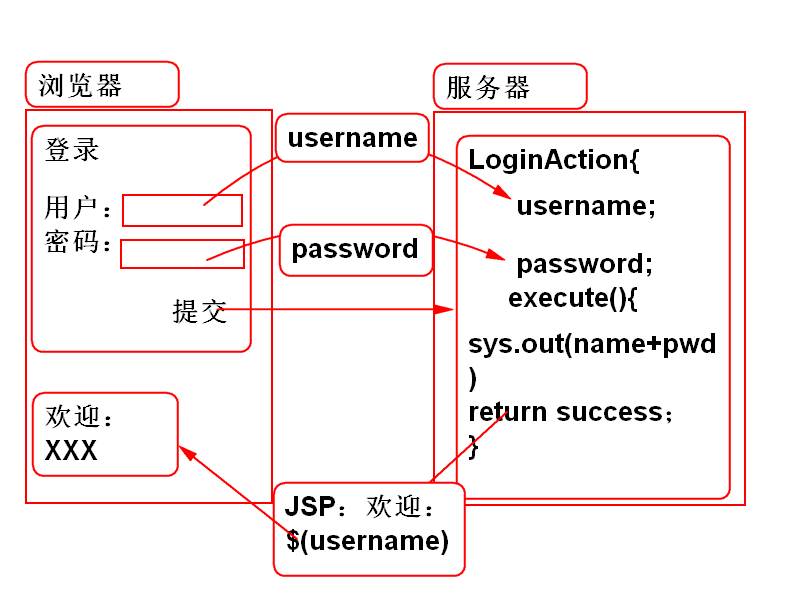 浏览器
服务器
登录
用户：
密码：
提交
username
password
LoginAction{
username;
password;
execute(){
sys.out(name+pwd
)
return success；
}
欢迎：
XXX
JSP：欢迎：
$(username)